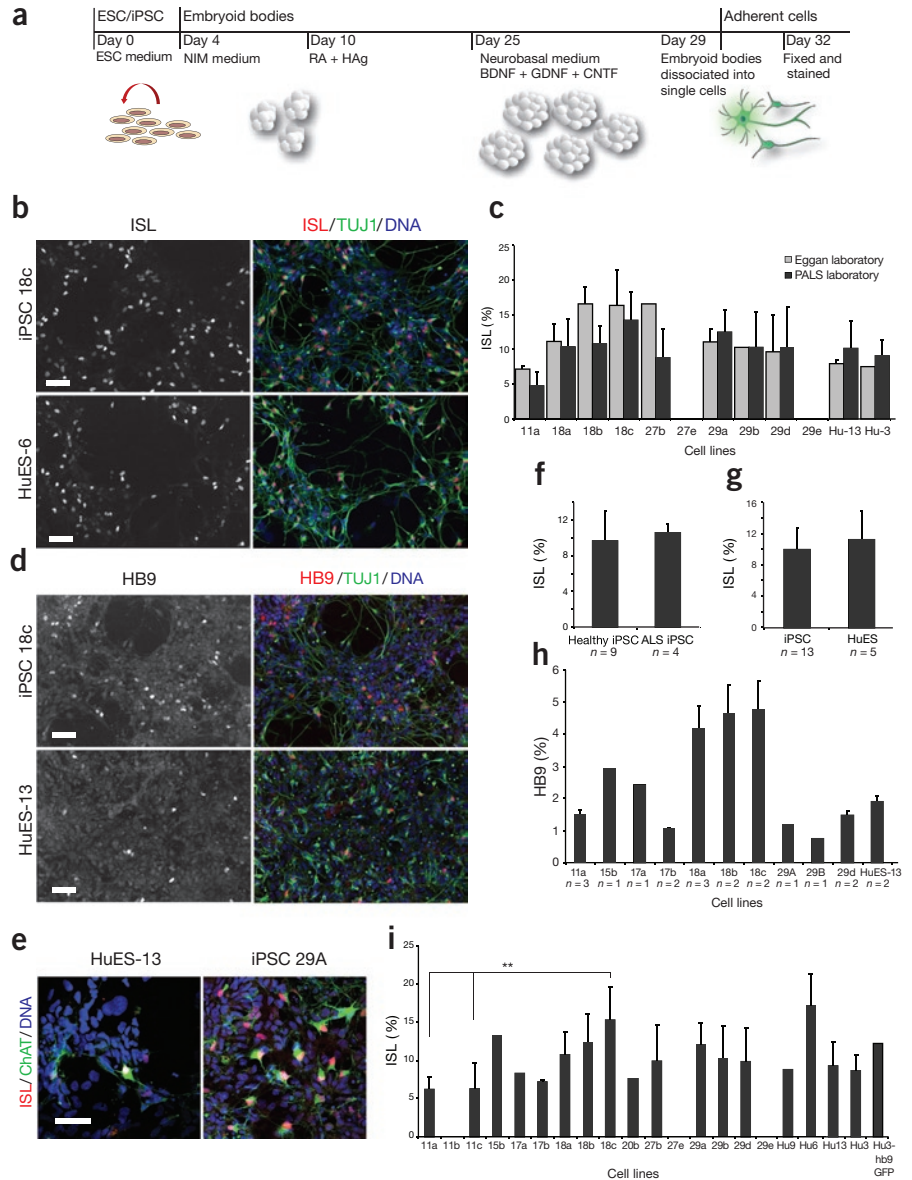 a
ESC/iPSC Embryoid bodies Adherent cells
Day 0 Day 4 Day 10 Day 25 Day 29 Day 32
ESC medium NIM medium RA + HAg Neurobasal medium Embryoid bodies Fixed and
BDNF + GDNF + CNTF dissociated into stained
single cells
b
ISL ISL/TUJ1/DNA
iPSC 18c
HuES-6
c
25
20
15
10
5
0
ISL (%)
Eggan laboratory
PALS laboratory
11a 18a 18b 18c 27b 27e 29a 29b 29d 29e Hu-13 Hu-3
Cell lines
d
HB9 HB9/TUJ1/DNA
iPSC 18c
HuES-13
f
12
8
4
0
ISL (%)
Healthy iPSC ALS iPSC
n = 9 n = 4
g
16
12
8
4
0
ISL (%)
iPSC HuES
n = 13 n = 5
h
6
5
4
3
2
1
0
HB9 (%)
11a 15b 17a 17b 18a 18b 18c 29A 29B 29d HuES-13
n = 3 n = 1 n = 1 n = 2 n = 3 n = 2 n = 2 n = 1 n = 1 n = 2 n = 2
Cell lines
e
HuES-13 iPSC 29A
ISL/ChAT/DNA
i
25
20
15
10
5
0
ISL (%)
**
11a 11b 11c 15b 17a 17b 18a 18b 18c 20b 27b 27e 29a 29b 29d 29e Hu9 Hu6 Hu13 Hu3 Hu3-
hb9
GFP
Cell lines